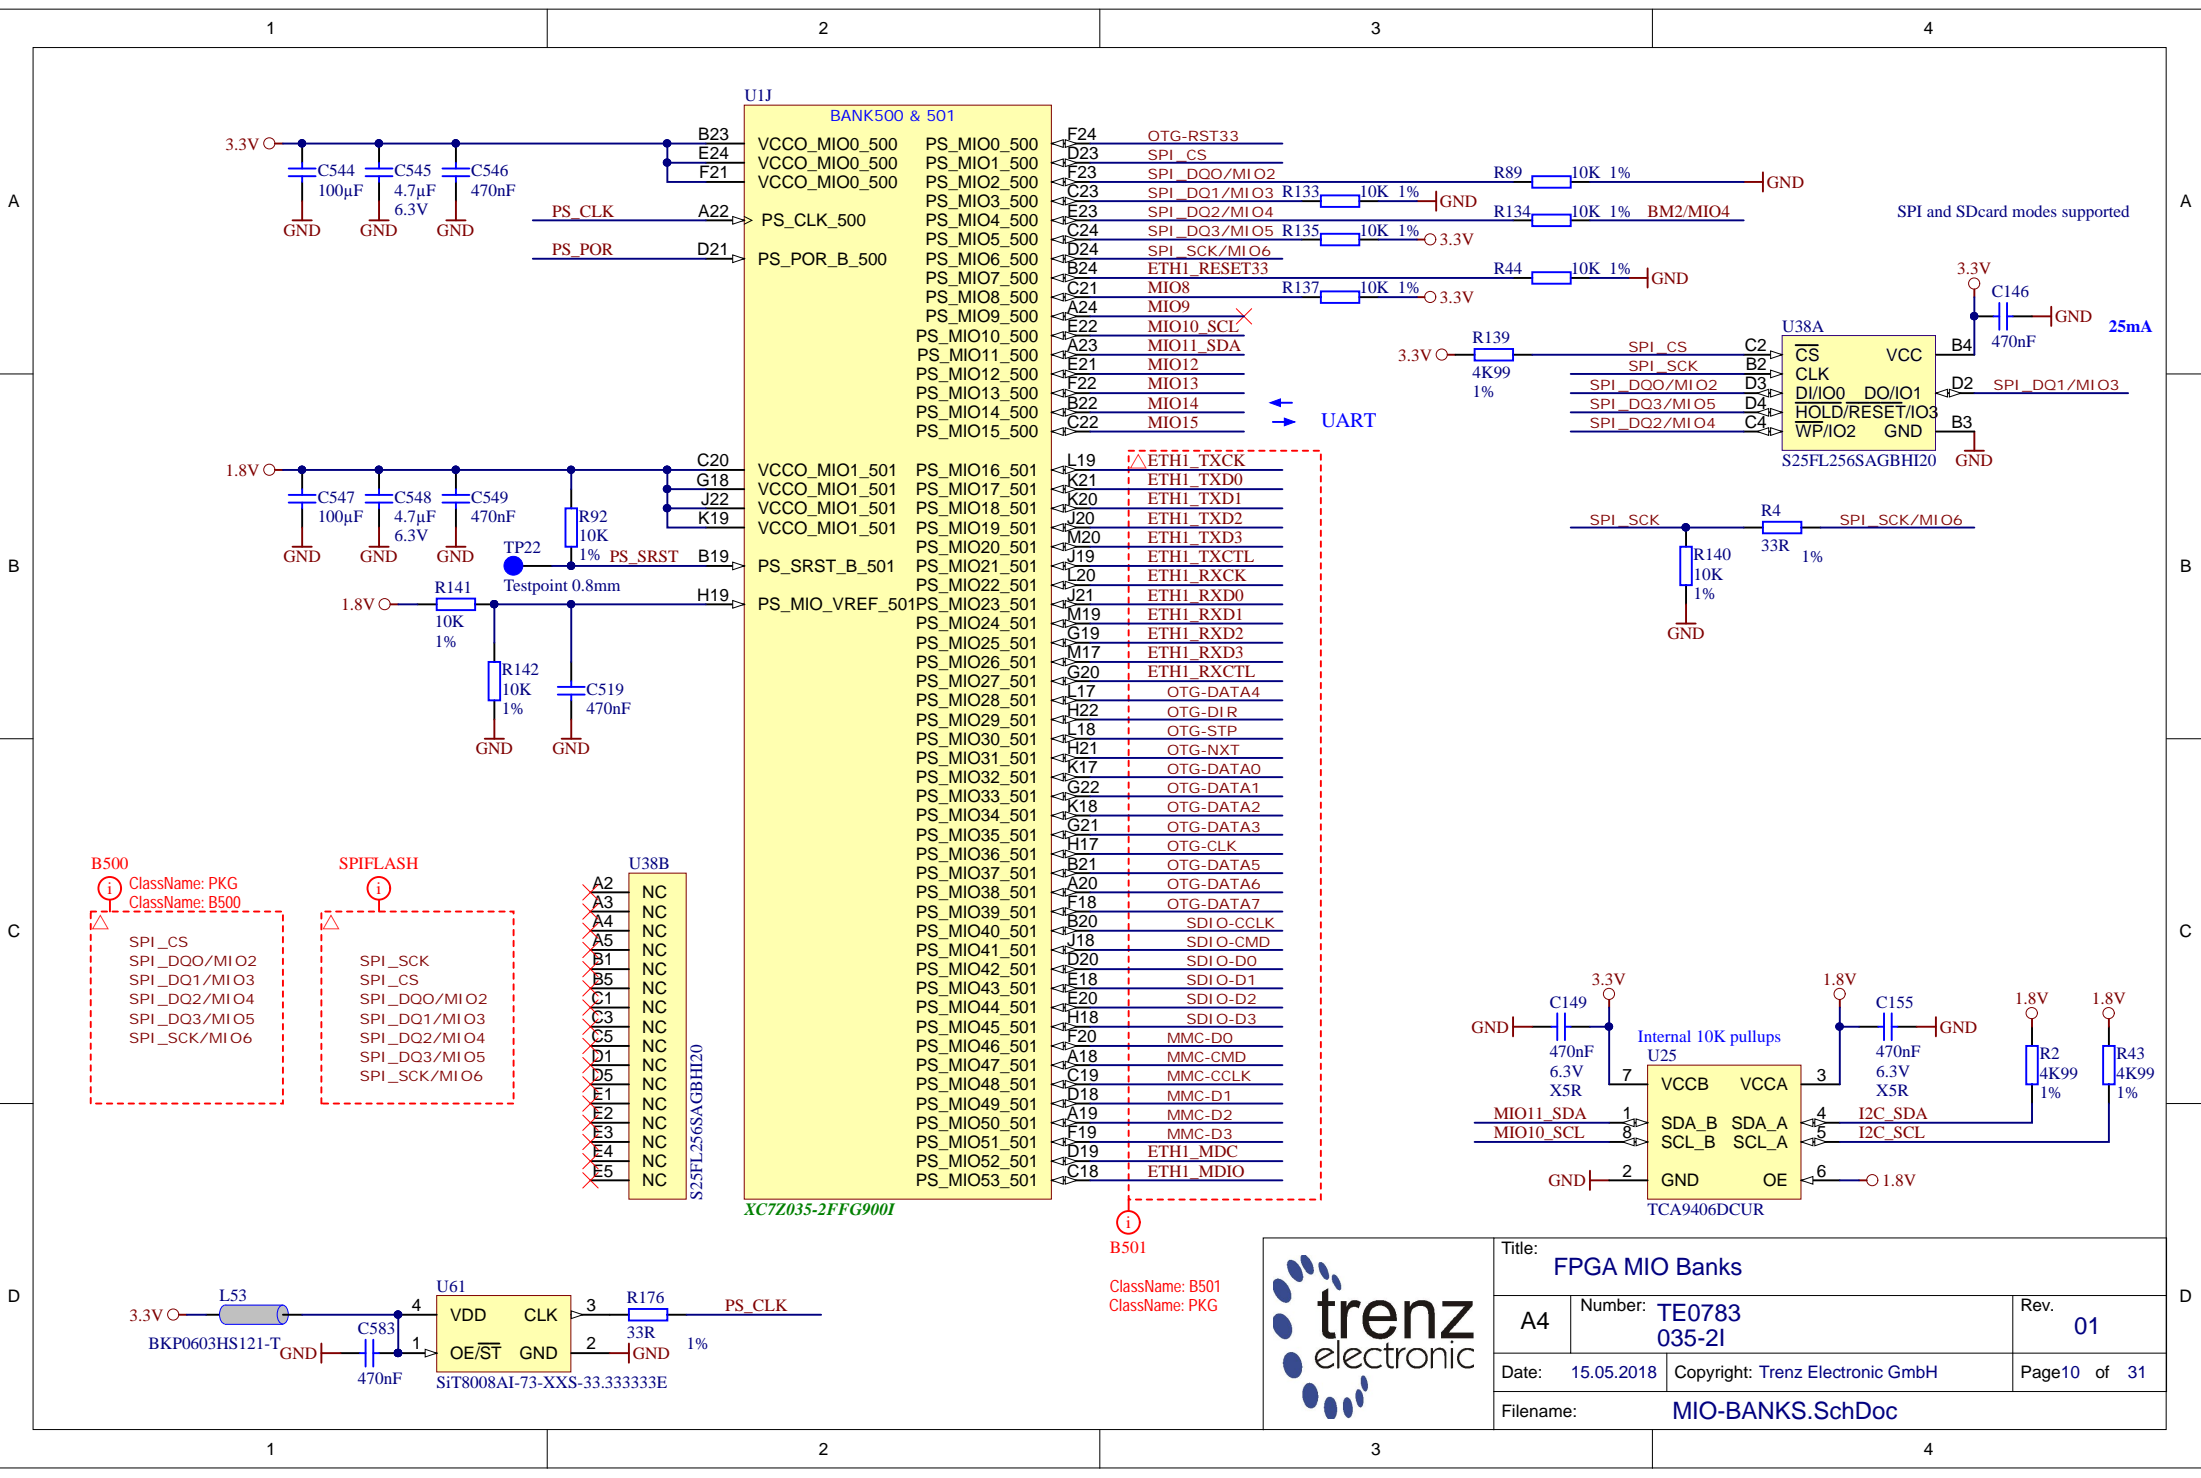 1 2 3 4
A
B
C
D
U1J
BANK500 & 501
3.3V
C544
100µF
C545
4.7µF
6.3V
C546
470nF
GND GND GND
PS_CLK
PS_POR
B23 VCCO_MIO0_500
E24 VCCO_MIO0_500
F21 VCCO_MIO0_500
A22 PS_CLK_500
D21 PS_POR_B_500
C20 VCCO_MIO1_501
G18 VCCO_MIO1_501
J22 VCCO_MIO1_501
K19 VCCO_MIO1_501
B19 PS_SRST_B_501
H19 PS_MIO_VREF_501
1.8V
C547
100µF
C548
4.7µF
6.3V
C549
470nF
GND GND GND
R92
10K
1%
TP22
PS_SRST
Testpoint 0.8mm
1.8V
R141
10K
1%
R142
10K
1%
C519
470nF
GND GND
PS_MIO0_500 F24 OTG-RST33
PS_MIO1_500 D23 SPI_CS
PS_MIO2_500 F23 SPI_DQ0/MIO2
PS_MIO3_500 C23 SPI_DQ1/MIO3
PS_MIO4_500 E23 SPI_DQ2/MIO4
PS_MIO5_500 C24 SPI_DQ3/MIO5
PS_MIO6_500 D24 SPI_SCK/MIO6
PS_MIO7_500 B24 ETH1_RESET33
PS_MIO8_500 C21 MIO8
PS_MIO9_500 A24 MIO9
PS_MIO10_500 E22 MIO10_SCL
PS_MIO11_500 A23 MIO11_SDA
PS_MIO12_500 E21 MIO12
PS_MIO13_500 F22 MIO13
PS_MIO14_500 B22 MIO14
PS_MIO15_500 C22 MIO15
UART
PS_MIO16_501 L19 ETH1_TXCK
PS_MIO17_501 K21 ETH1_TXD0
PS_MIO18_501 K20 ETH1_TXD1
PS_MIO19_501 J20 ETH1_TXD2
PS_MIO20_501 M20 ETH1_TXD3
PS_MIO21_501 J19 ETH1_TXCTL
PS_MIO22_501 L20 ETH1_RXCK
PS_MIO23_501 J21 ETH1_RXD0
PS_MIO24_501 M19 ETH1_RXD1
PS_MIO25_501 G19 ETH1_RXD2
PS_MIO26_501 M17 ETH1_RXD3
PS_MIO27_501 G20 ETH1_RXCTL
PS_MIO28_501 L17 OTG-DATA4
PS_MIO29_501 H22 OTG-DIR
PS_MIO30_501 L18 OTG-STP
PS_MIO31_501 H21 OTG-NXT
PS_MIO32_501 K17 OTG-DATA0
PS_MIO33_501 G22 OTG-DATA1
PS_MIO34_501 K18 OTG-DATA2
PS_MIO35_501 G21 OTG-DATA3
PS_MIO36_501 H17 OTG-CLK
PS_MIO37_501 B21 OTG-DATA5
PS_MIO38_501 A20 OTG-DATA6
PS_MIO39_501 F18 OTG-DATA7
PS_MIO40_501 B20 SDIO-CCLK
PS_MIO41_501 J18 SDIO-CMD
PS_MIO42_501 D20 SDIO-D0
PS_MIO43_501 E18 SDIO-D1
PS_MIO44_501 E20 SDIO-D2
PS_MIO45_501 H18 SDIO-D3
PS_MIO46_501 F20 MMC-D0
PS_MIO47_501 A18 MMC-CMD
PS_MIO48_501 C19 MMC-CCLK
PS_MIO49_501 D18 MMC-D1
PS_MIO50_501 A19 MMC-D2
PS_MIO51_501 F19 MMC-D3
PS_MIO52_501 D19 ETH1_MDC
PS_MIO53_501 C18 ETH1_MDIO
XC7Z035-2FFG900I
B501
ClassName: B501
ClassName: PKG
R89 10K 1% GND
R133 10K 1% GND
R134 10K 1% BM2/MIO4
R135 10K 1% 3.3V
R44 10K 1% GND
R137 10K 1% 3.3V
SPI and SDcard modes supported
3.3V
C146
470nF
GND
25mA
3.3V
R139
4K99
1%
U38A
SPI_CS C2 CS VCC B4
SPI_SCK B2 CLK
SPI_DQ0/MIO2 D3 DI/IO0 DO/IO1 D2 SPI_DQ1/MIO3
SPI_DQ3/MIO5 D4 HOLD/RESET/IO3
SPI_DQ2/MIO4 C4 WP/IO2 GND B3
S25FL256SAGBHI20
GND
SPI_SCK
R4
33R 1%
SPI_SCK/MIO6
R140
10K
1%
GND
B500
ClassName: PKG
ClassName: B500
SPI_CS
SPI_DQ0/MIO2
SPI_DQ1/MIO3
SPI_DQ2/MIO4
SPI_DQ3/MIO5
SPI_SCK/MIO6
SPIFLASH
SPI_SCK
SPI_CS
SPI_DQ0/MIO2
SPI_DQ1/MIO3
SPI_DQ2/MIO4
SPI_DQ3/MIO5
SPI_SCK/MIO6
U38B
A2 NC
A3 NC
A4 NC
A5 NC
B1 NC
B5 NC
C1 NC
C3 NC
C5 NC
D1 NC
D5 NC
E1 NC
E2 NC
E3 NC
E4 NC
E5 NC
S25FL256SAGBHI20
3.3V
C149
470nF
6.3V
X5R
GND
1.8V
C155
470nF
6.3V
X5R
GND
Internal 10K pullups
U25
7 VCCB VCCA 3
MIO11_SDA 1 SDA_B SDA_A 4 I2C_SDA
MIO10_SCL 8 SCL_B SCL_A 5 I2C_SCL
GND 2 GND OE 6 1.8V
TCA9406DCUR
1.8V
R2
4K99
1%
1.8V
R43
4K99
1%
3.3V
L53
BKP0603HS121-T
C583
470nF
GND
U61
4 VDD CLK 3
1 OE/ST GND 2
SiT8008AI-73-XXS-33.333333E
R176
33R 1%
PS_CLK
GND
trenz
electronic
Title:
FPGA MIO Banks
A4
Number: TE0783
035-2I
Rev.
01
Date: 15.05.2018
Copyright: Trenz Electronic GmbH
Page10 of 31
Filename: MIO-BANKS.SchDoc
A
B
C
D
1 2 3 4